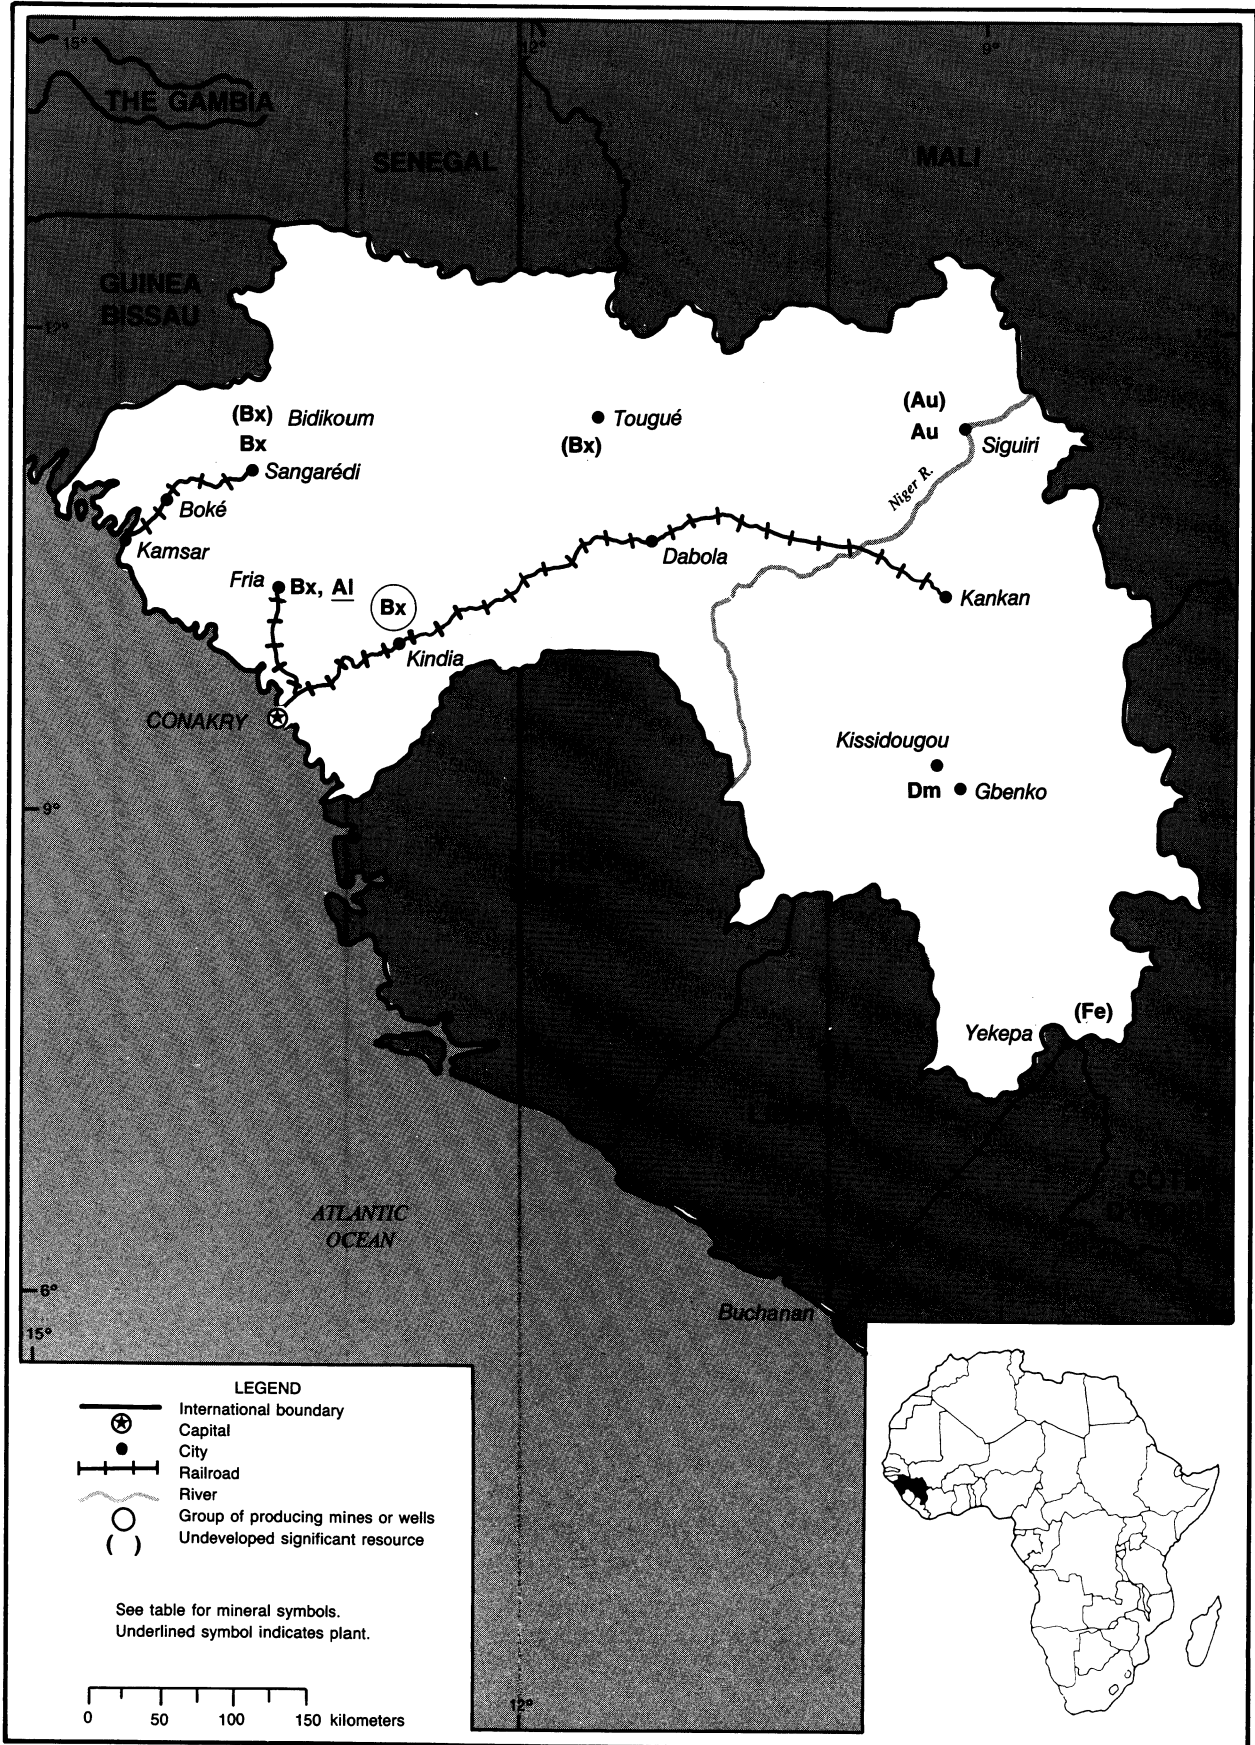 15°
12°
9°
THE GAMBIA
SENEGAL
MALI
GUINEA
BISSAU
12°
(Bx) Bidikoum
Bx
Sangarédi
Boké
Kamsar
Tougué
(Bx)
(Au)
Au
Siguiri
Niger R.
Dabola
Kankan
Fria
Bx, Al
Bx
Kindia
CONAKRY
Kissidougou
Dm
Gbenko
9°
(Fe)
Yekepa
ATLANTIC
OCEAN
Buchanan
6°
15°
12°
LEGEND
International boundary
Capital
City
Railroad
River
Group of producing mines or wells
( ) Undeveloped significant resource
See table for mineral symbols.
Underlined symbol indicates plant.
0 50 100 150 kilometers